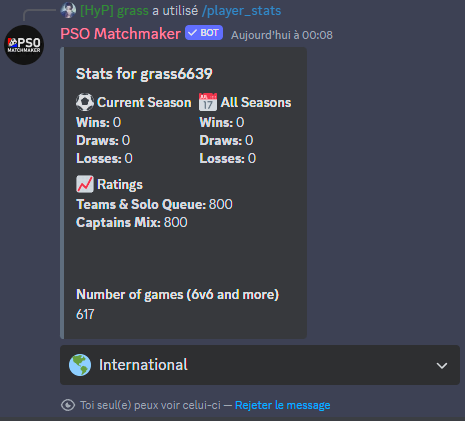 [HyP] grass a utilisé /player_stats
PSO Matchmaker ✓ BOT Aujourd'hui à 00:08
PSO
MATCHMAKER
Stats for grass6639
Current Season All Seasons
Wins: 0 Wins: 0
Draws: 0 Draws: 0
Losses: 0 Losses: 0
Ratings
Teams & Solo Queue: 800
Captains Mix: 800
Number of games (6v6 and more)
617
International
Toi seul(e) peux voir celui-ci — Rejeter le message